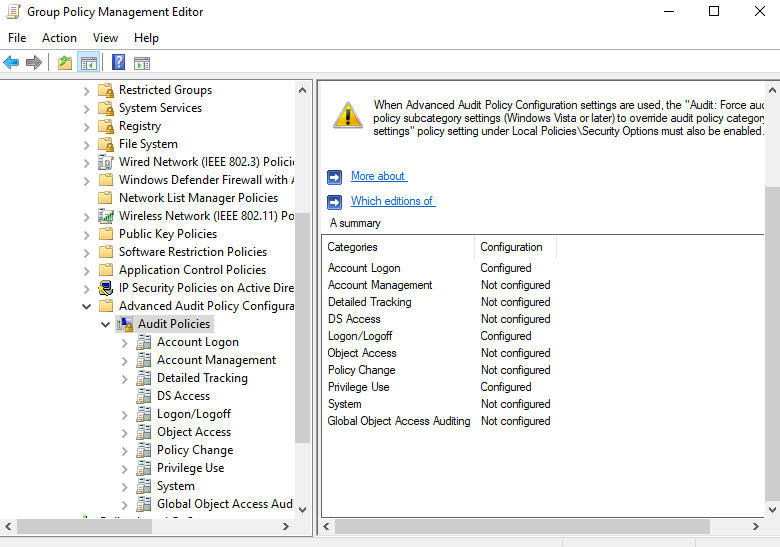 Group Policy Management Editor
File Action View Help
Restricted Groups
System Services
Registry
File System
Wired Network (IEEE 802.3) Polici
Windows Defender Firewall with A
Network List Manager Policies
Wireless Network (IEEE 802.11) Po
Public Key Policies
Software Restriction Policies
Application Control Policies
IP Security Policies on Active Dire
Advanced Audit Policy Configura
Audit Policies
Account Logon
Account Management
Detailed Tracking
DS Access
Logon/Logoff
Object Access
Policy Change
Privilege Use
System
Global Object Access Aud
When Advanced Audit Policy Configuration settings are used, the "Audit: Force aud
policy subcategory settings (Windows Vista or later) to override audit policy category
settings" policy setting under Local Policies\Security Options must also be enabled.
More about
Which editions of
A summary
Categories Configuration
Account Logon Configured
Account Management Not configured
Detailed Tracking Not configured
DS Access Not configured
Logon/Logoff Configured
Object Access Not configured
Policy Change Not configured
Privilege Use Configured
System Not configured
Global Object Access Auditing Not configured